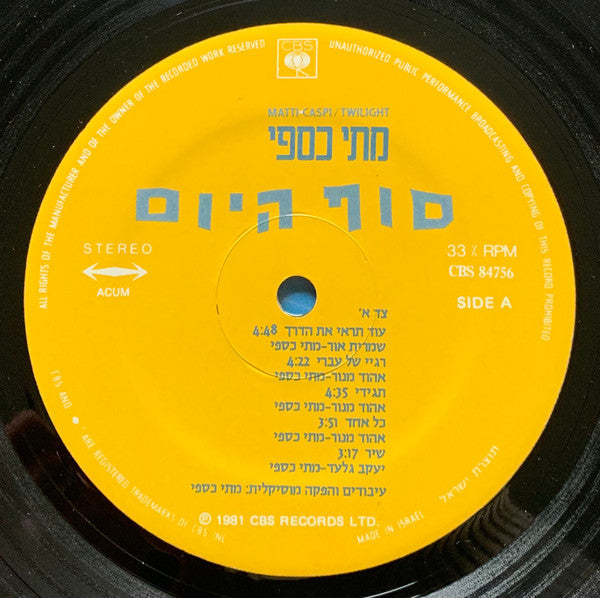 ALL RIGHTS OF THE MANUFACTURER AND OF THE OWNER OF THE RECORDED WORK RESERVED
UNAUTHORIZED PUBLIC PERFORMANCE BROADCASTING AND COPYING OF THIS RECORD PROHIBITED
CBS
MATTI CASPI/TWILIGHT
מתי כספי
סוף היום
STEREO
ACUM
33⅓ RPM
CBS 84756
SIDE A
צד א'
עוד תראי את הדרך 4:48
שמרית אור-מתי כספי
רגיי של עברי 4:22
אהוד מנור-מתי כספי
תגידי 4:35
אהוד מנור-מתי כספי
כל אחד 3:51
אהוד מנור-מתי כספי
שיר 3:17
יעקב גלעד-מתי כספי
עיבודים והפקה מוסיקלית: מתי כספי
℗ 1981 CBS RECORDS LTD.
CBS AND ARE REGISTERED TRADEMARKS OF CBS INC
MADE IN ISRAEL
תוצרת ישראל